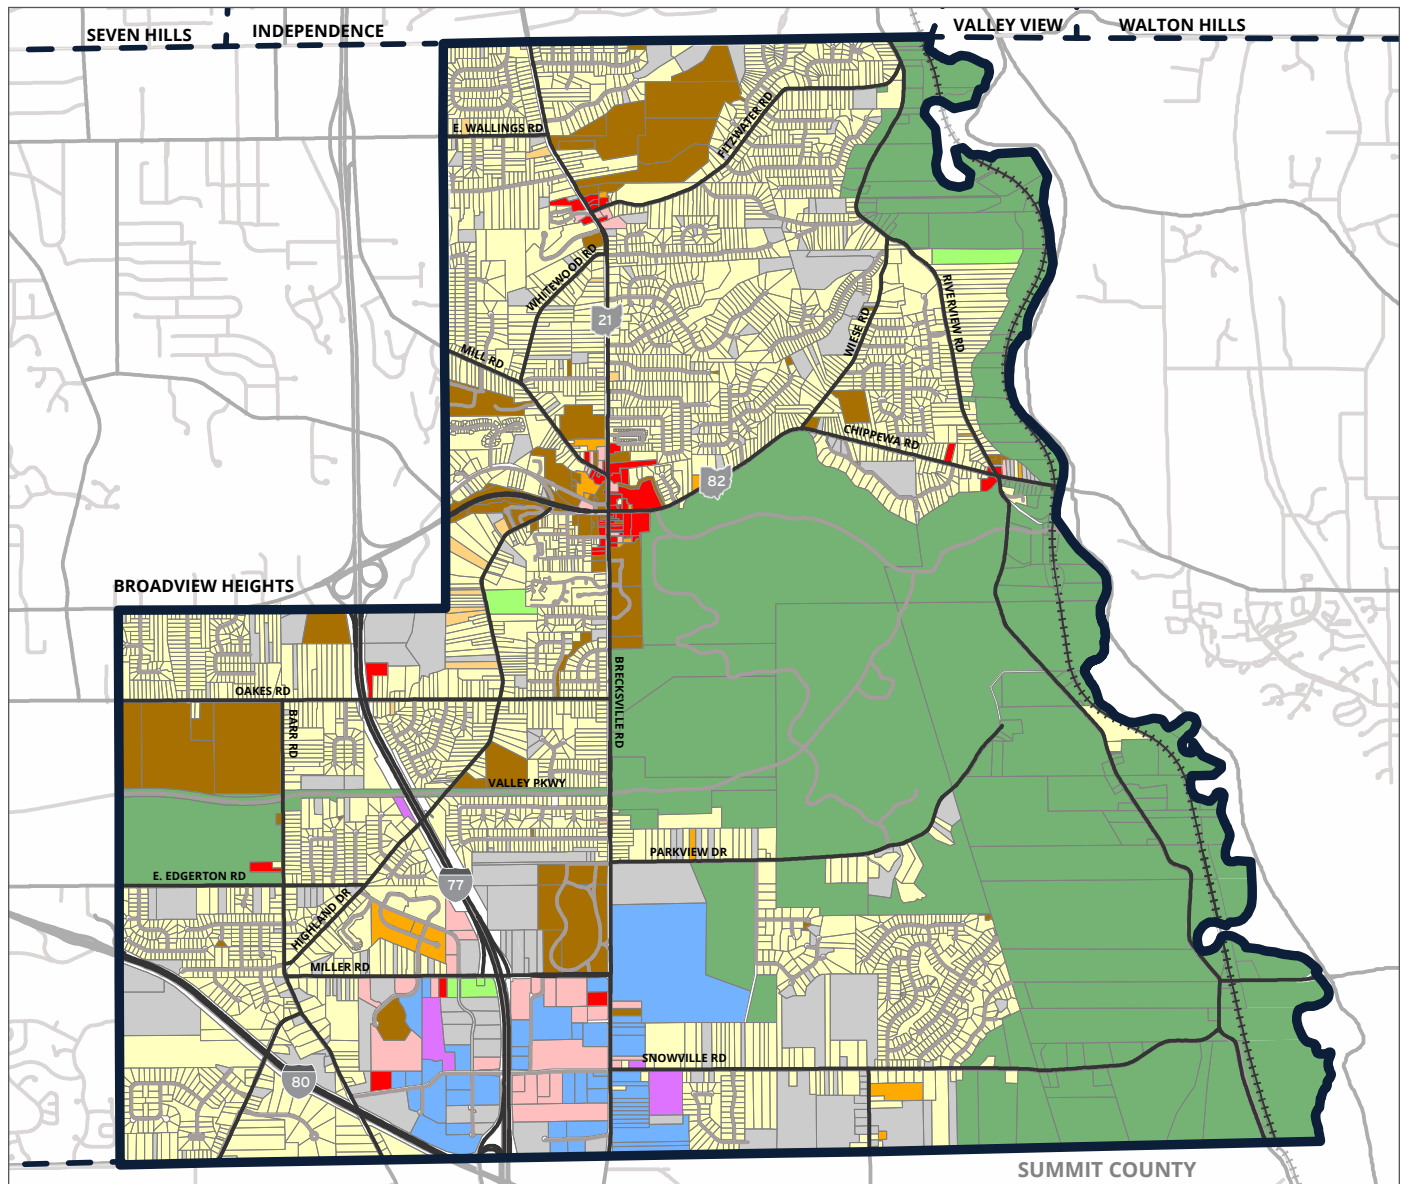 SEVEN HILLS
INDEPENDENCE
VALLEY VIEW
WALTON HILLS
E. WALLINGS RD
FITZWATER RD
WHITEWOOD RD
21
RIVERVIEW RD
WIESE RD
MILL RD
CHIPPEWA RD
82
BROADVIEW HEIGHTS
OAKES RD
BARR RD
BRECKSVILLE RD
VALLEY PKWY
PARKVIEW DR
E. EDGERTON RD
77
HIGHLAND DR
MILLER RD
SNOWVILLE RD
80
SUMMIT COUNTY